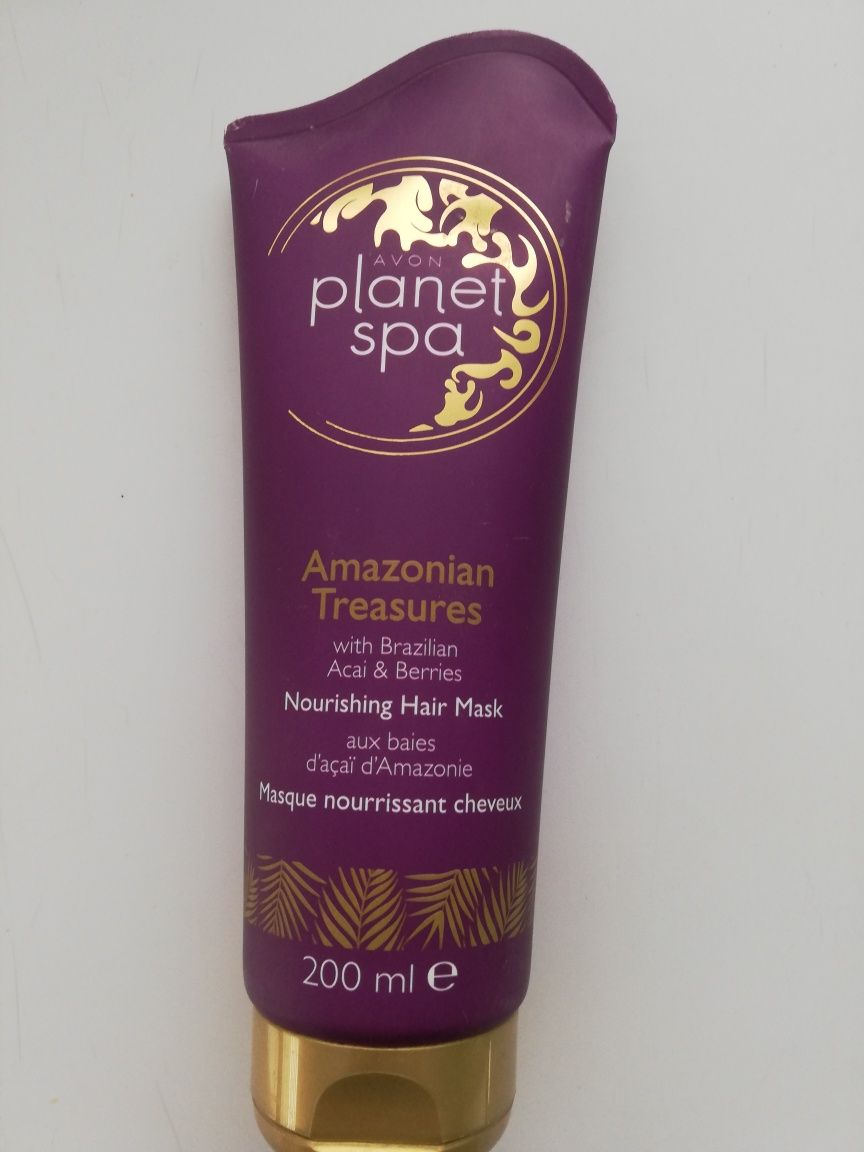 AVON
planet
spa
Amazonian
Treasures
with Brazilian
Acai & Berries
Nourishing Hair Mask
aux baies
d'açaï d'Amazonie
Masque nourrissant cheveux
200 ml ℮